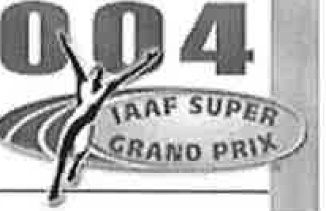 004
IAAF SUPER
GRAND PRIX